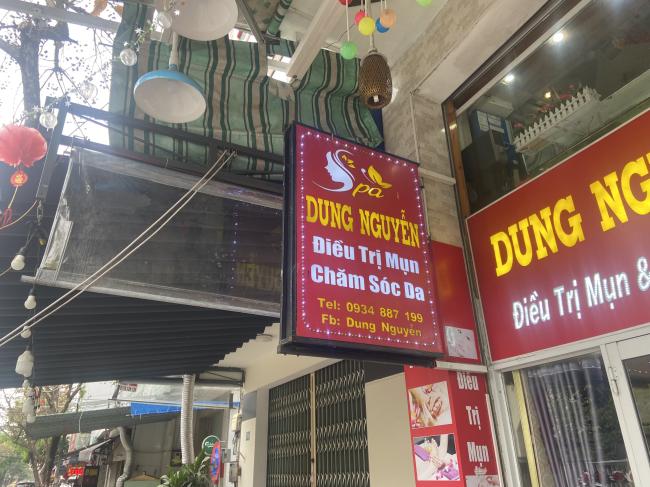 Spa
DUNG NGUYỄN
Điều Trị Mụn
Chăm Sóc Da
Tel: 0934 887 199
Fb: Dung Nguyễn
DUNG NG
Điều Trị Mụn &
Điều
Trị
Mụn